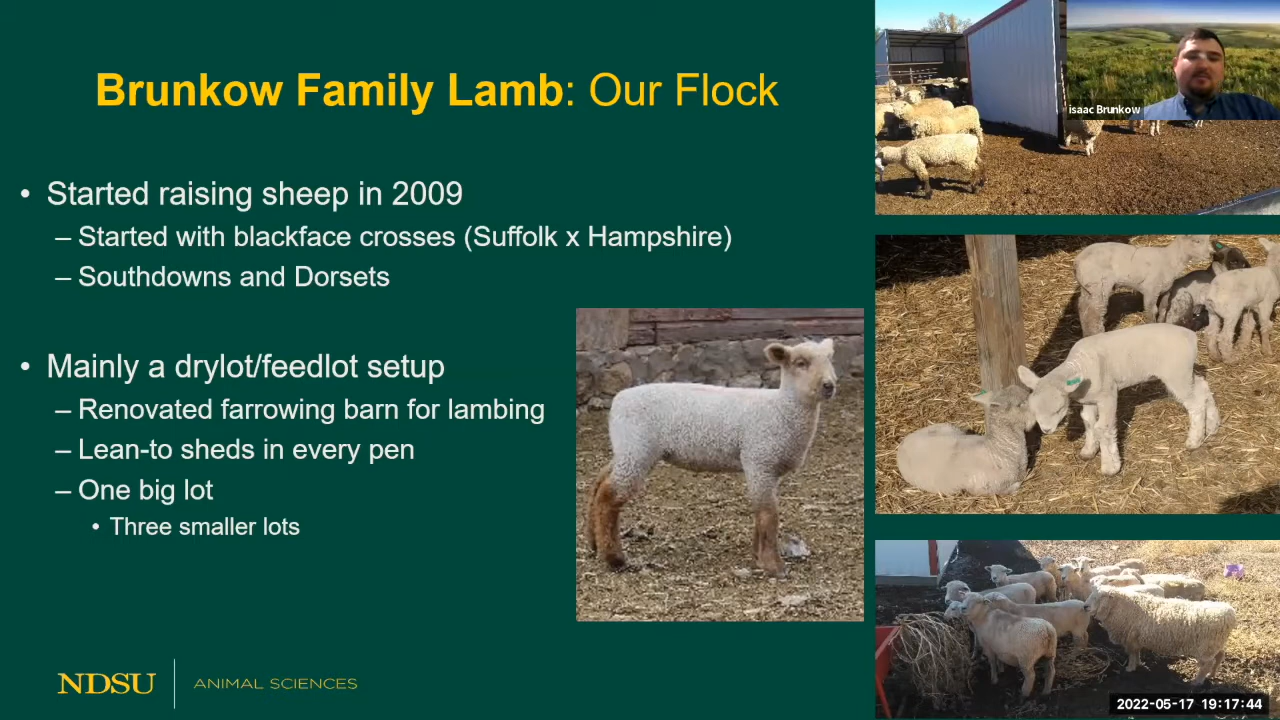 Brunkow Family Lamb: Our Flock
isaac Brunkow
• Started raising sheep in 2009
– Started with blackface crosses (Suffolk x Hampshire)
– Southdowns and Dorsets
• Mainly a drylot/feedlot setup
– Renovated farrowing barn for lambing
– Lean-to sheds in every pen
– One big lot
• Three smaller lots
NDSU | ANIMAL SCIENCES
2022-05-17 19:17:44